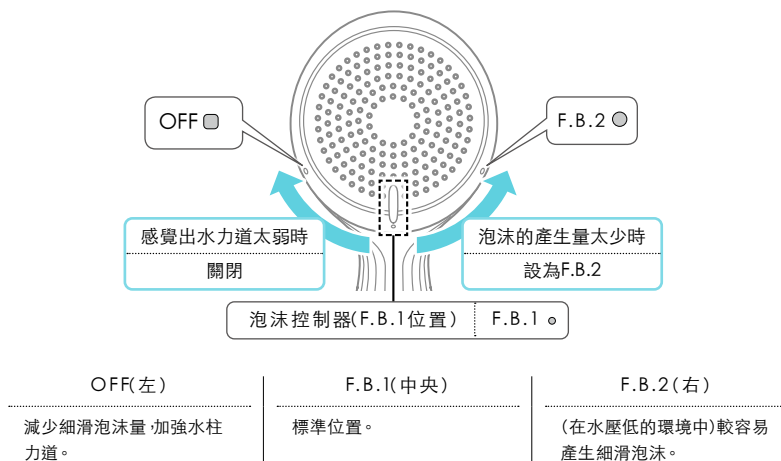 OFF
F.B.2
感覺出水力道太弱時
關閉
泡沫的產生量太少時
設為F.B.2
泡沫控制器(F.B.1位置) F.B.1
OFF(左)
減少細滑泡沫量,加強水柱
力道。
F.B.1(中央)
標準位置。
F.B.2(右)
(在水壓低的環境中)較容易
產生細滑泡沫。